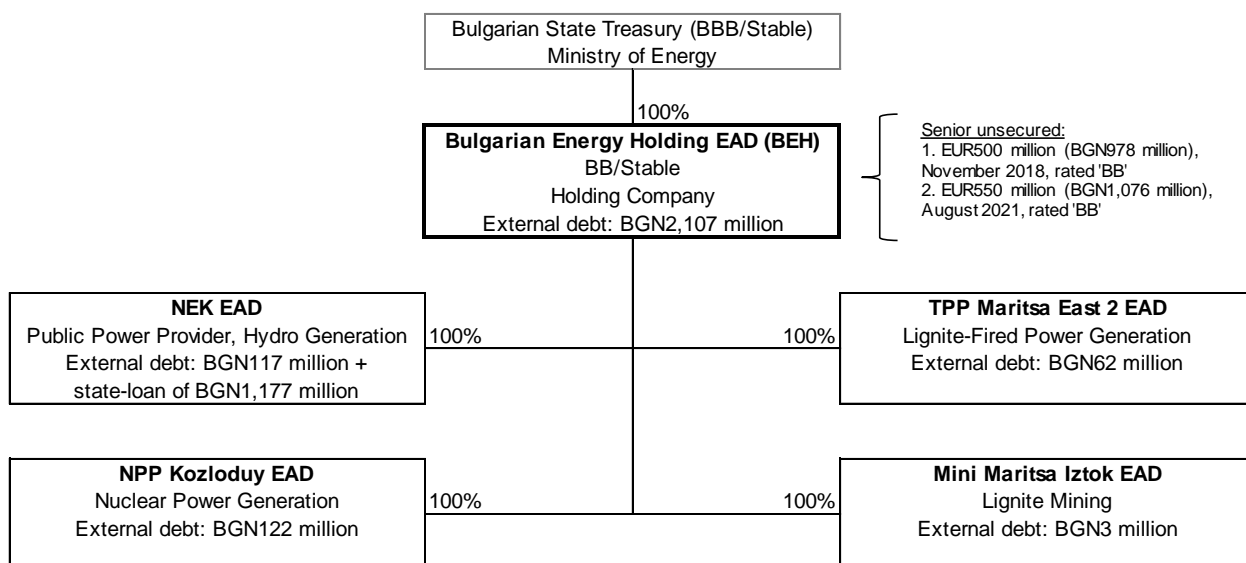 Bulgarian State Treasury (BBB/Stable)
Ministry of Energy
100%
Bulgarian Energy Holding EAD (BEH)
BB/Stable
Holding Company
External debt: BGN2,107 million
Senior unsecured:
1. EUR500 million (BGN978 million),
November 2018, rated 'BB'
2. EUR550 million (BGN1,076 million),
August 2021, rated 'BB'
NEK EAD
Public Power Provider, Hydro Generation
External debt: BGN117 million +
state-loan of BGN1,177 million
100%
100%
TPP Maritsa East 2 EAD
Lignite-Fired Power Generation
External debt: BGN62 million
NPP Kozloduy EAD
Nuclear Power Generation
External debt: BGN122 million
100%
100%
Mini Maritsa Iztok EAD
Lignite Mining
External debt: BGN3 million